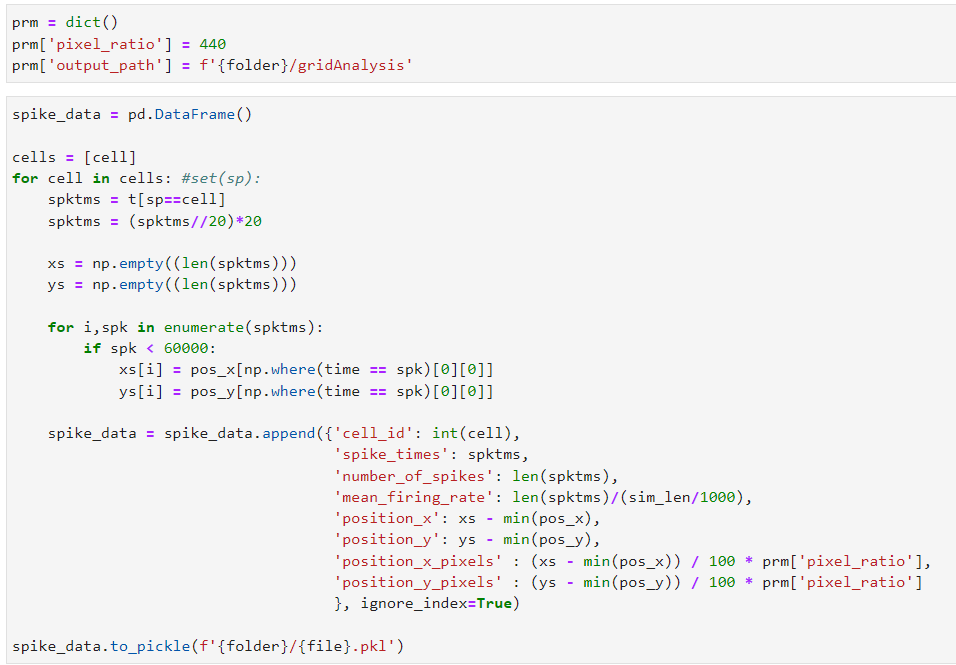 prm = dict()
prm['pixel_ratio'] = 440
prm['output_path'] = f'{folder}/gridAnalysis'
spike_data = pd.DataFrame()
cells = [cell]
for cell in cells: #set(sp):
    spktms = t[sp==cell]
    spktms = (spktms//20)*20
    xs = np.empty((len(spktms)))
    ys = np.empty((len(spktms)))
    for i,spk in enumerate(spktms):
        if spk < 60000:
            xs[i] = pos_x[np.where(time == spk)[0][0]]
            ys[i] = pos_y[np.where(time == spk)[0][0]]
    spike_data = spike_data.append({'cell_id': int(cell),
                                    'spike_times': spktms,
                                    'number_of_spikes': len(spktms),
                                    'mean_firing_rate': len(spktms)/(sim_len/1000),
                                    'position_x': xs - min(pos_x),
                                    'position_y': ys - min(pos_y),
                                    'position_x_pixels' : (xs - min(pos_x)) / 100 * prm['pixel_ratio'],
                                    'position_y_pixels' : (ys - min(pos_y)) / 100 * prm['pixel_ratio']
                                    }, ignore_index=True)
spike_data.to_pickle(f'{folder}/{file}.pkl')